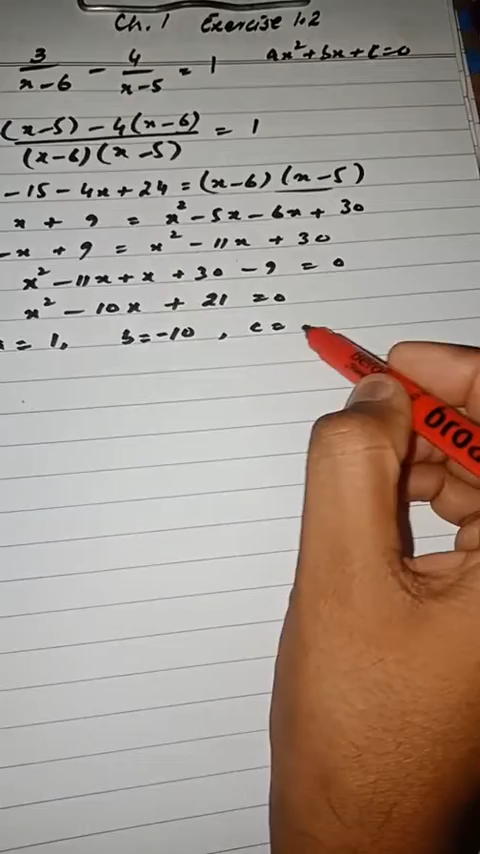 Ch. 1 Exercise 1.2
3/(x-6) - 4/(x-5) = 1 ax²+bx+c=0
(x-5) - 4(x-6) / (x-6)(x-5) = 1
-15-4x+24 = (x-6)(x-5)
x + 9 = x²-5x-6x+30
-x + 9 = x² - 11x + 30
x² -11x+x +30 -9 =0
x² - 10x + 21 =0
= 1, b=-10 , c=
broa